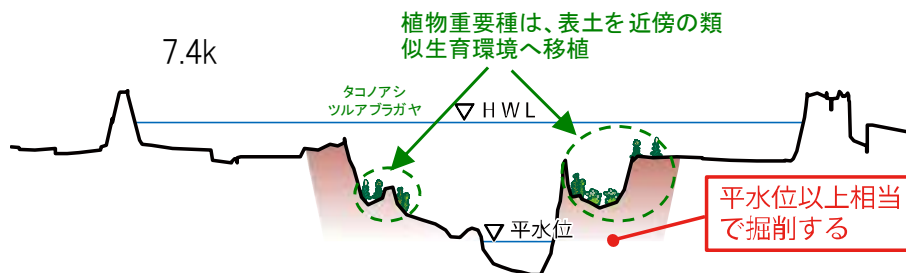 植物重要種は、表土を近傍の類
似生育環境へ移植
7.4k
タコノアシ
ツルアブラガヤ
HWL
平水位以上相当
で掘削する
平水位